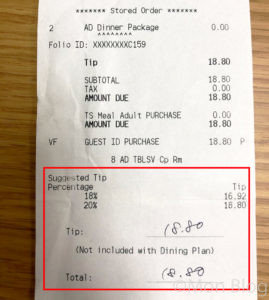 ******* Stored Order *******
2 AD Dinner Package 0.00
^^^^^^^^
Folio ID: XXXXXXXXC159
Tip 18.80
SUBTOTAL 18.80
TAX 0.00
AMOUNT DUE 18.80
TS Meal Adult PURCHASE 0.00
AMOUNT DUE 0.00
VF GUEST ID PURCHASE 18.80 P
8 AD TBLSV Cp Rm
Suggested Tip
Percentage Tip
18% 16.92
20% 18.80
Tip: 18.80
(Not included with Dining Plan)
Total: 18.80